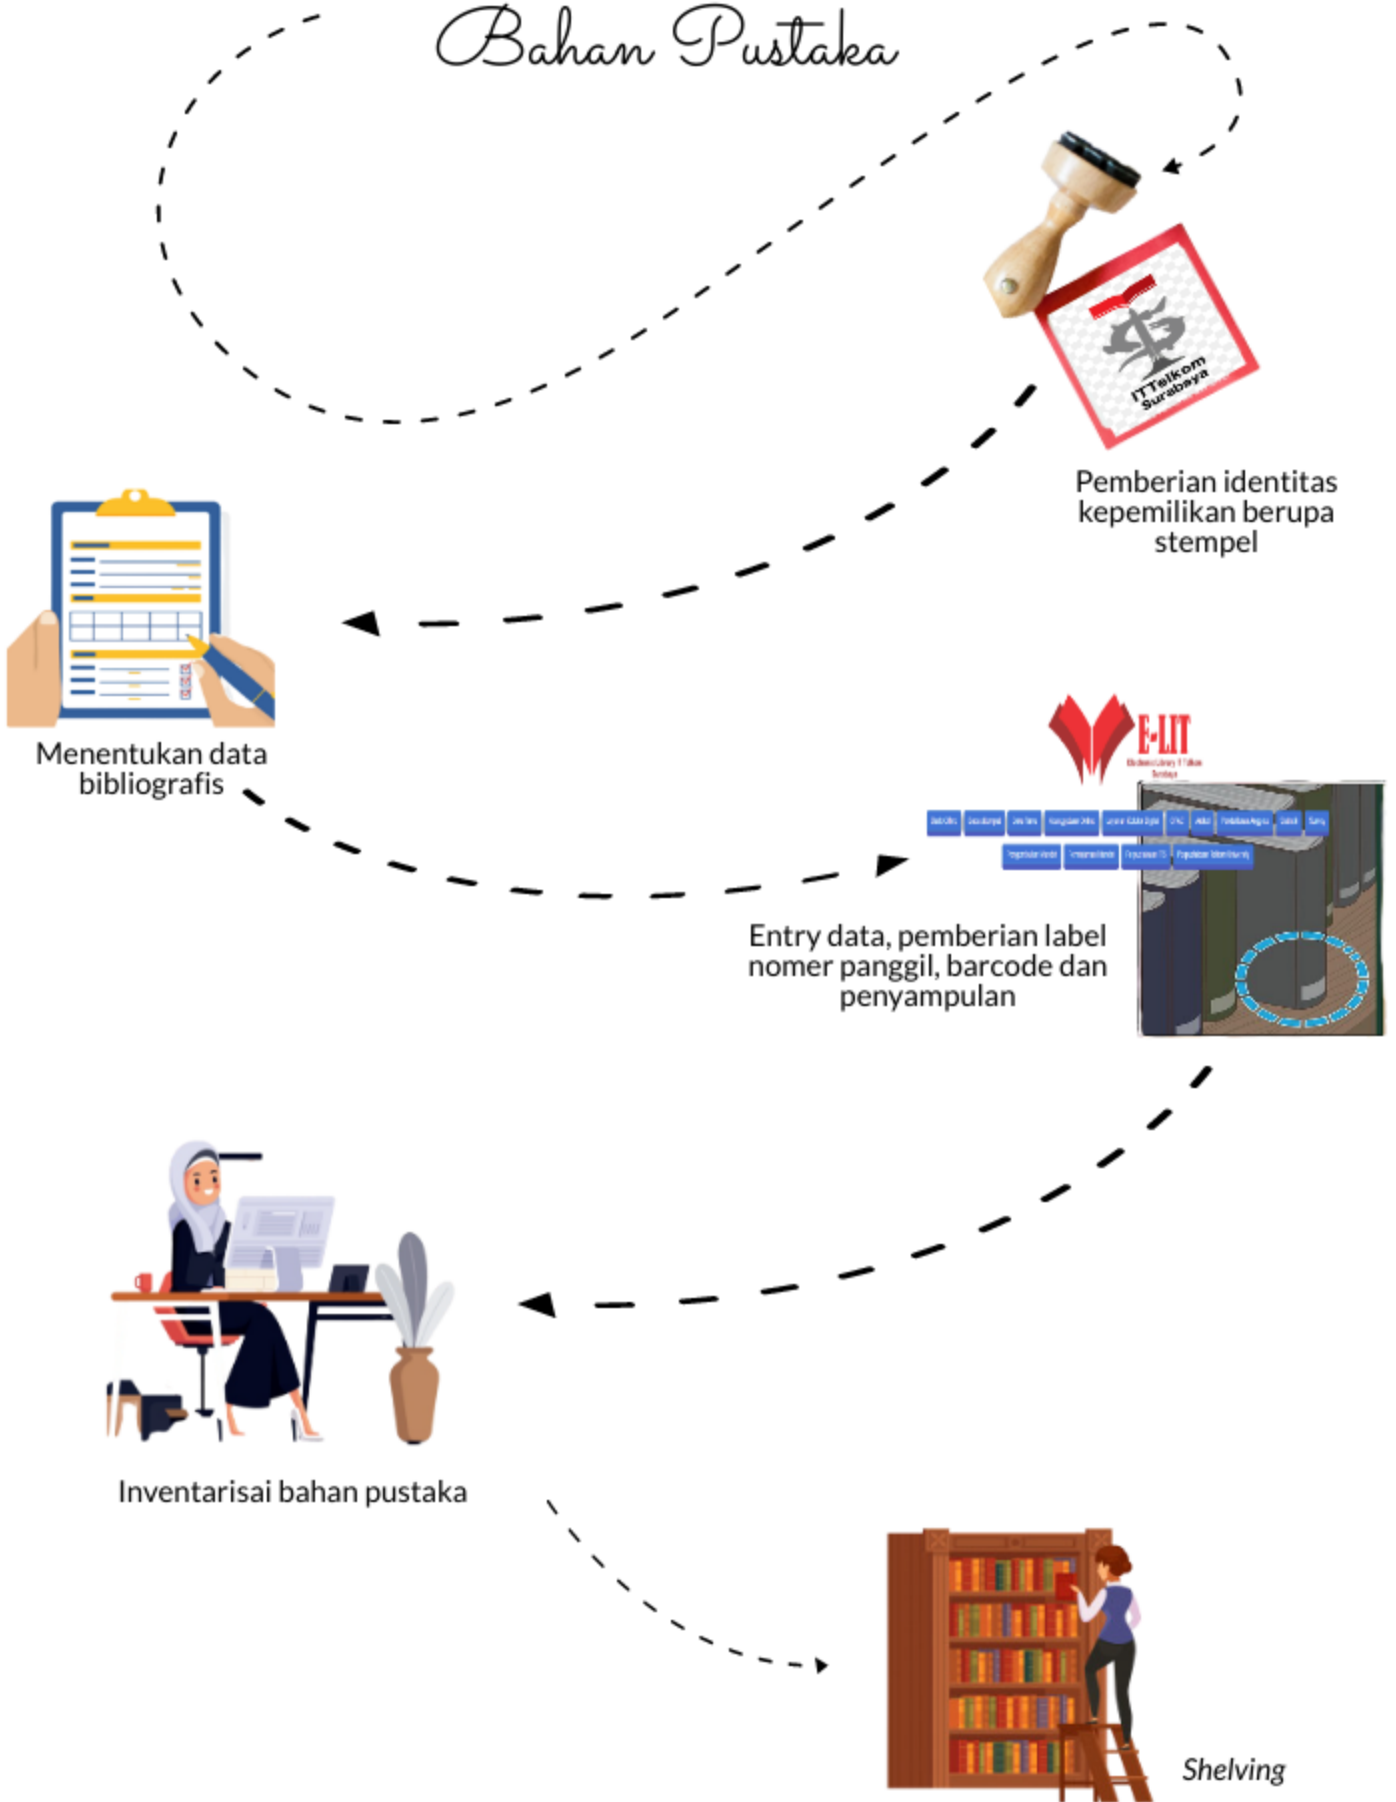 Bahan Pustaka
ITTelkom
Surabaya
Pemberian identitas
kepemilikan berupa
stempel
Menentukan data
bibliografis
E-LIT
Surabaya
Entry data, pemberian label
nomer panggil, barcode dan
penyampulan
Inventarisai bahan pustaka
Shelving